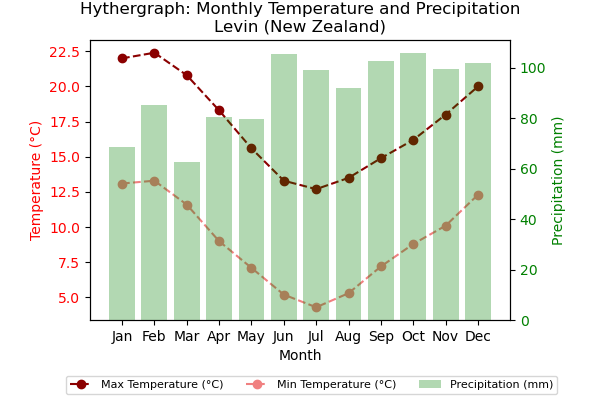 Hythergraph: Monthly Temperature and Precipitation
Levin (New Zealand)
22.5
20.0
17.5
15.0
12.5
10.0
7.5
5.0
Temperature (°C)
100
80
60
40
20
0
Precipitation (mm)
Jan Feb Mar Apr May Jun Jul Aug Sep Oct Nov Dec
Month
Max Temperature (°C) Min Temperature (°C) Precipitation (mm)